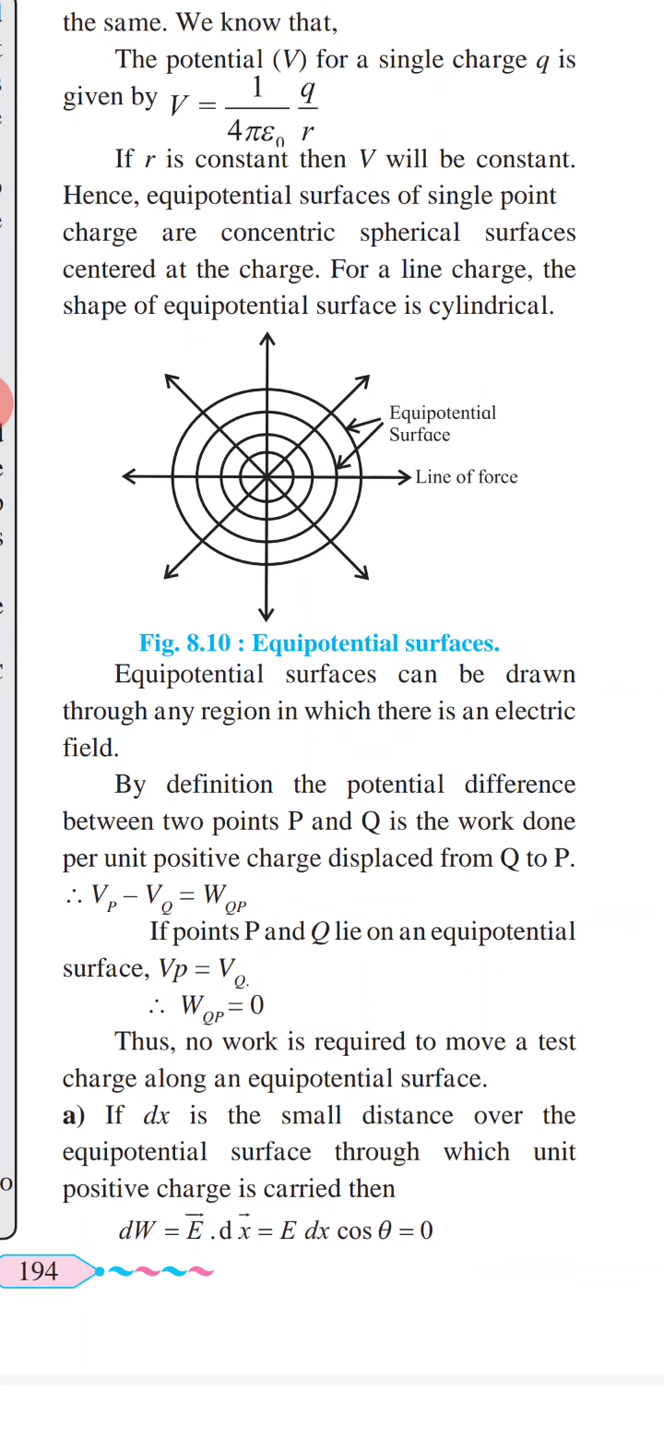 the same. We know that,
The potential (V) for a single charge q is
given by V = 1/4πε₀ q/r
If r is constant then V will be constant.
Hence, equipotential surfaces of single point
charge are concentric spherical surfaces
centered at the charge. For a line charge, the
shape of equipotential surface is cylindrical.
Equipotential
Surface
Line of force
Fig. 8.10 : Equipotential surfaces.
Equipotential surfaces can be drawn
through any region in which there is an electric
field.
By definition the potential difference
between two points P and Q is the work done
per unit positive charge displaced from Q to P.
∴ V_P – V_Q = W_QP
If points P and Q lie on an equipotential
surface, Vp = V_Q.
∴ W_QP = 0
Thus, no work is required to move a test
charge along an equipotential surface.
a) If dx is the small distance over the
equipotential surface through which unit
positive charge is carried then
dW = E⃗ .d x⃗ = E dx cos θ = 0
194